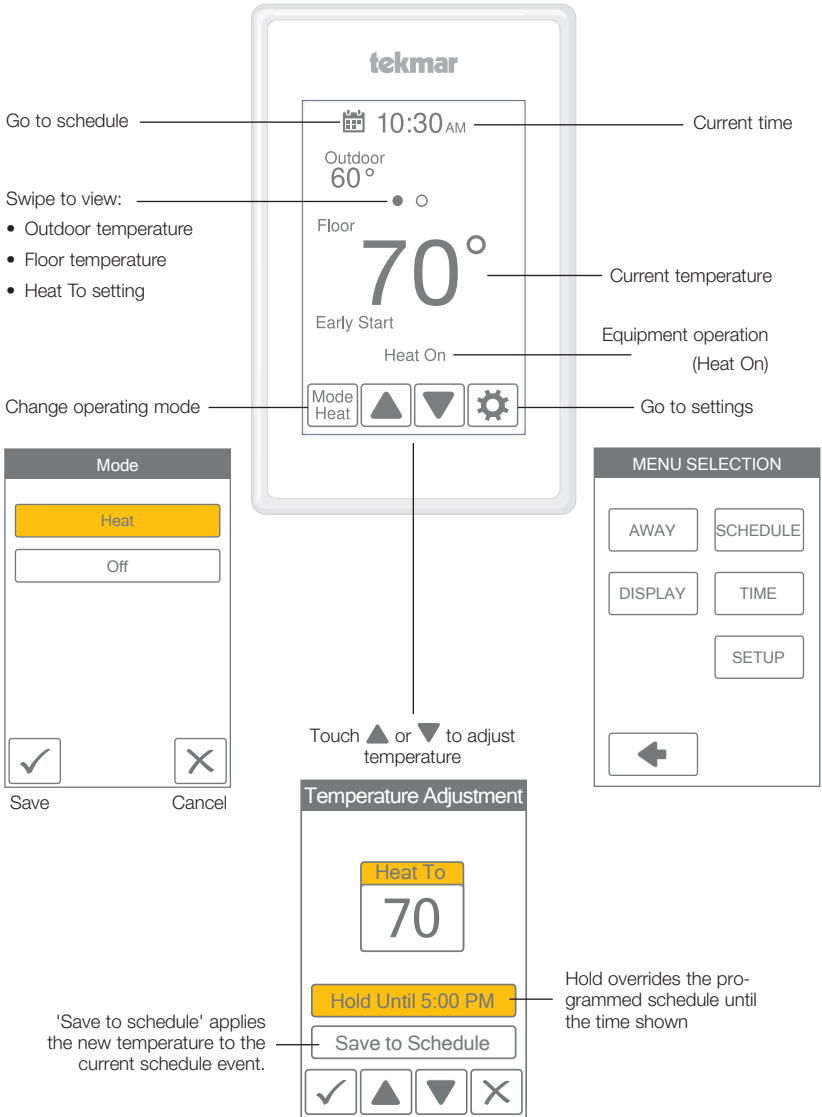 tekmar
Go to schedule
10:30 AM
Current time
Outdoor
60°
Swipe to view:
• Outdoor temperature
• Floor temperature
• Heat To setting
Floor
70°
Current temperature
Early Start
Heat On
Equipment operation
(Heat On)
Change operating mode
Mode
Heat
Go to settings
Mode
Heat
Off
Save
Cancel
MENU SELECTION
AWAY
SCHEDULE
DISPLAY
TIME
SETUP
Touch ▲ or ▼ to adjust
temperature
Temperature Adjustment
Heat To
70
Hold Until 5:00 PM
Hold overrides the pro-
grammed schedule until
the time shown
'Save to schedule' applies
the new temperature to the
current schedule event.
Save to Schedule